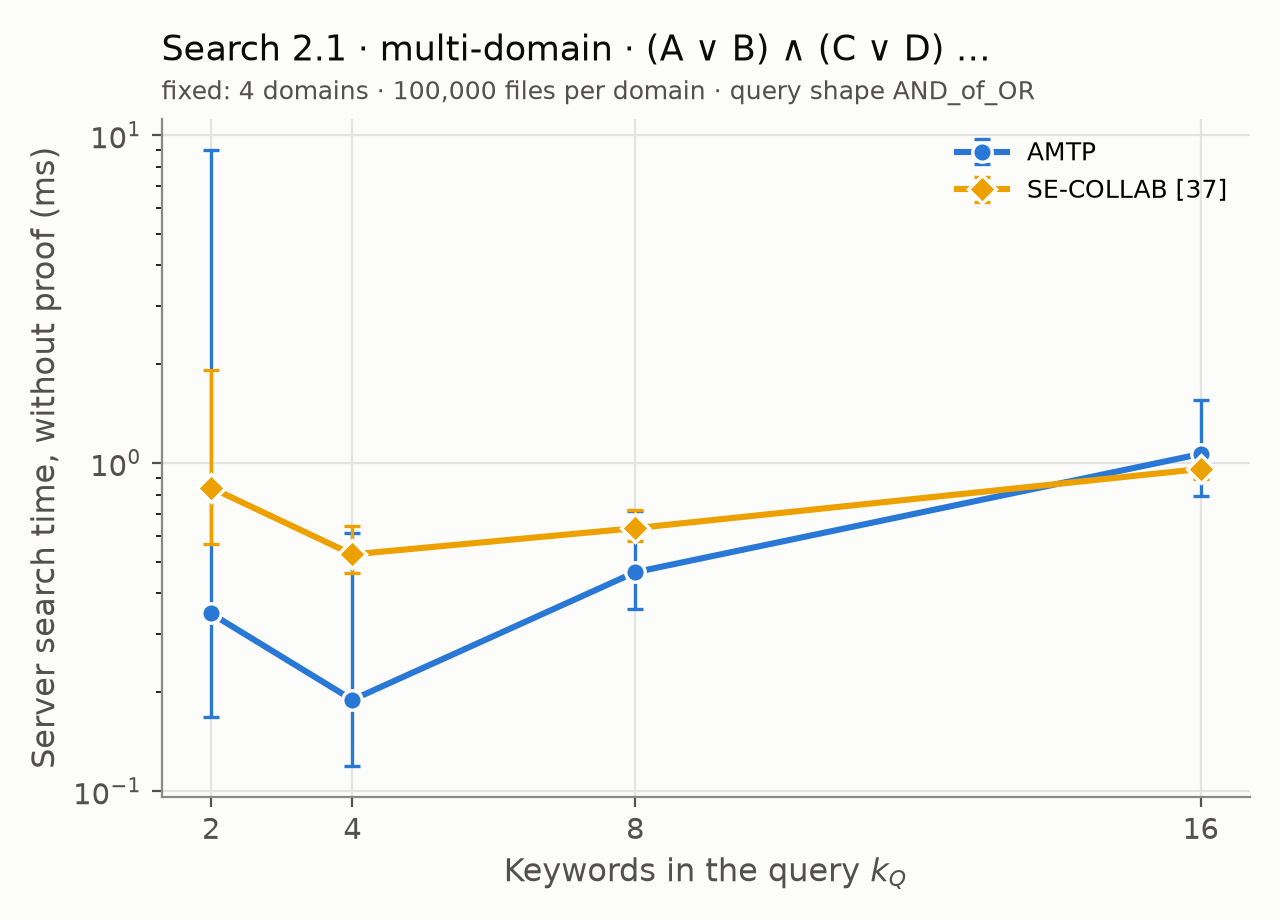 Search 2.1 · multi-domain · (A ∨ B) ∧ (C ∨ D) ...
fixed: 4 domains · 100,000 files per domain · query shape AND_of_OR
Server search time, without proof (ms)
10¹
10⁰
10⁻¹
AMTP
SE-COLLAB [37]
2 4 8 16
Keywords in the query k_Q